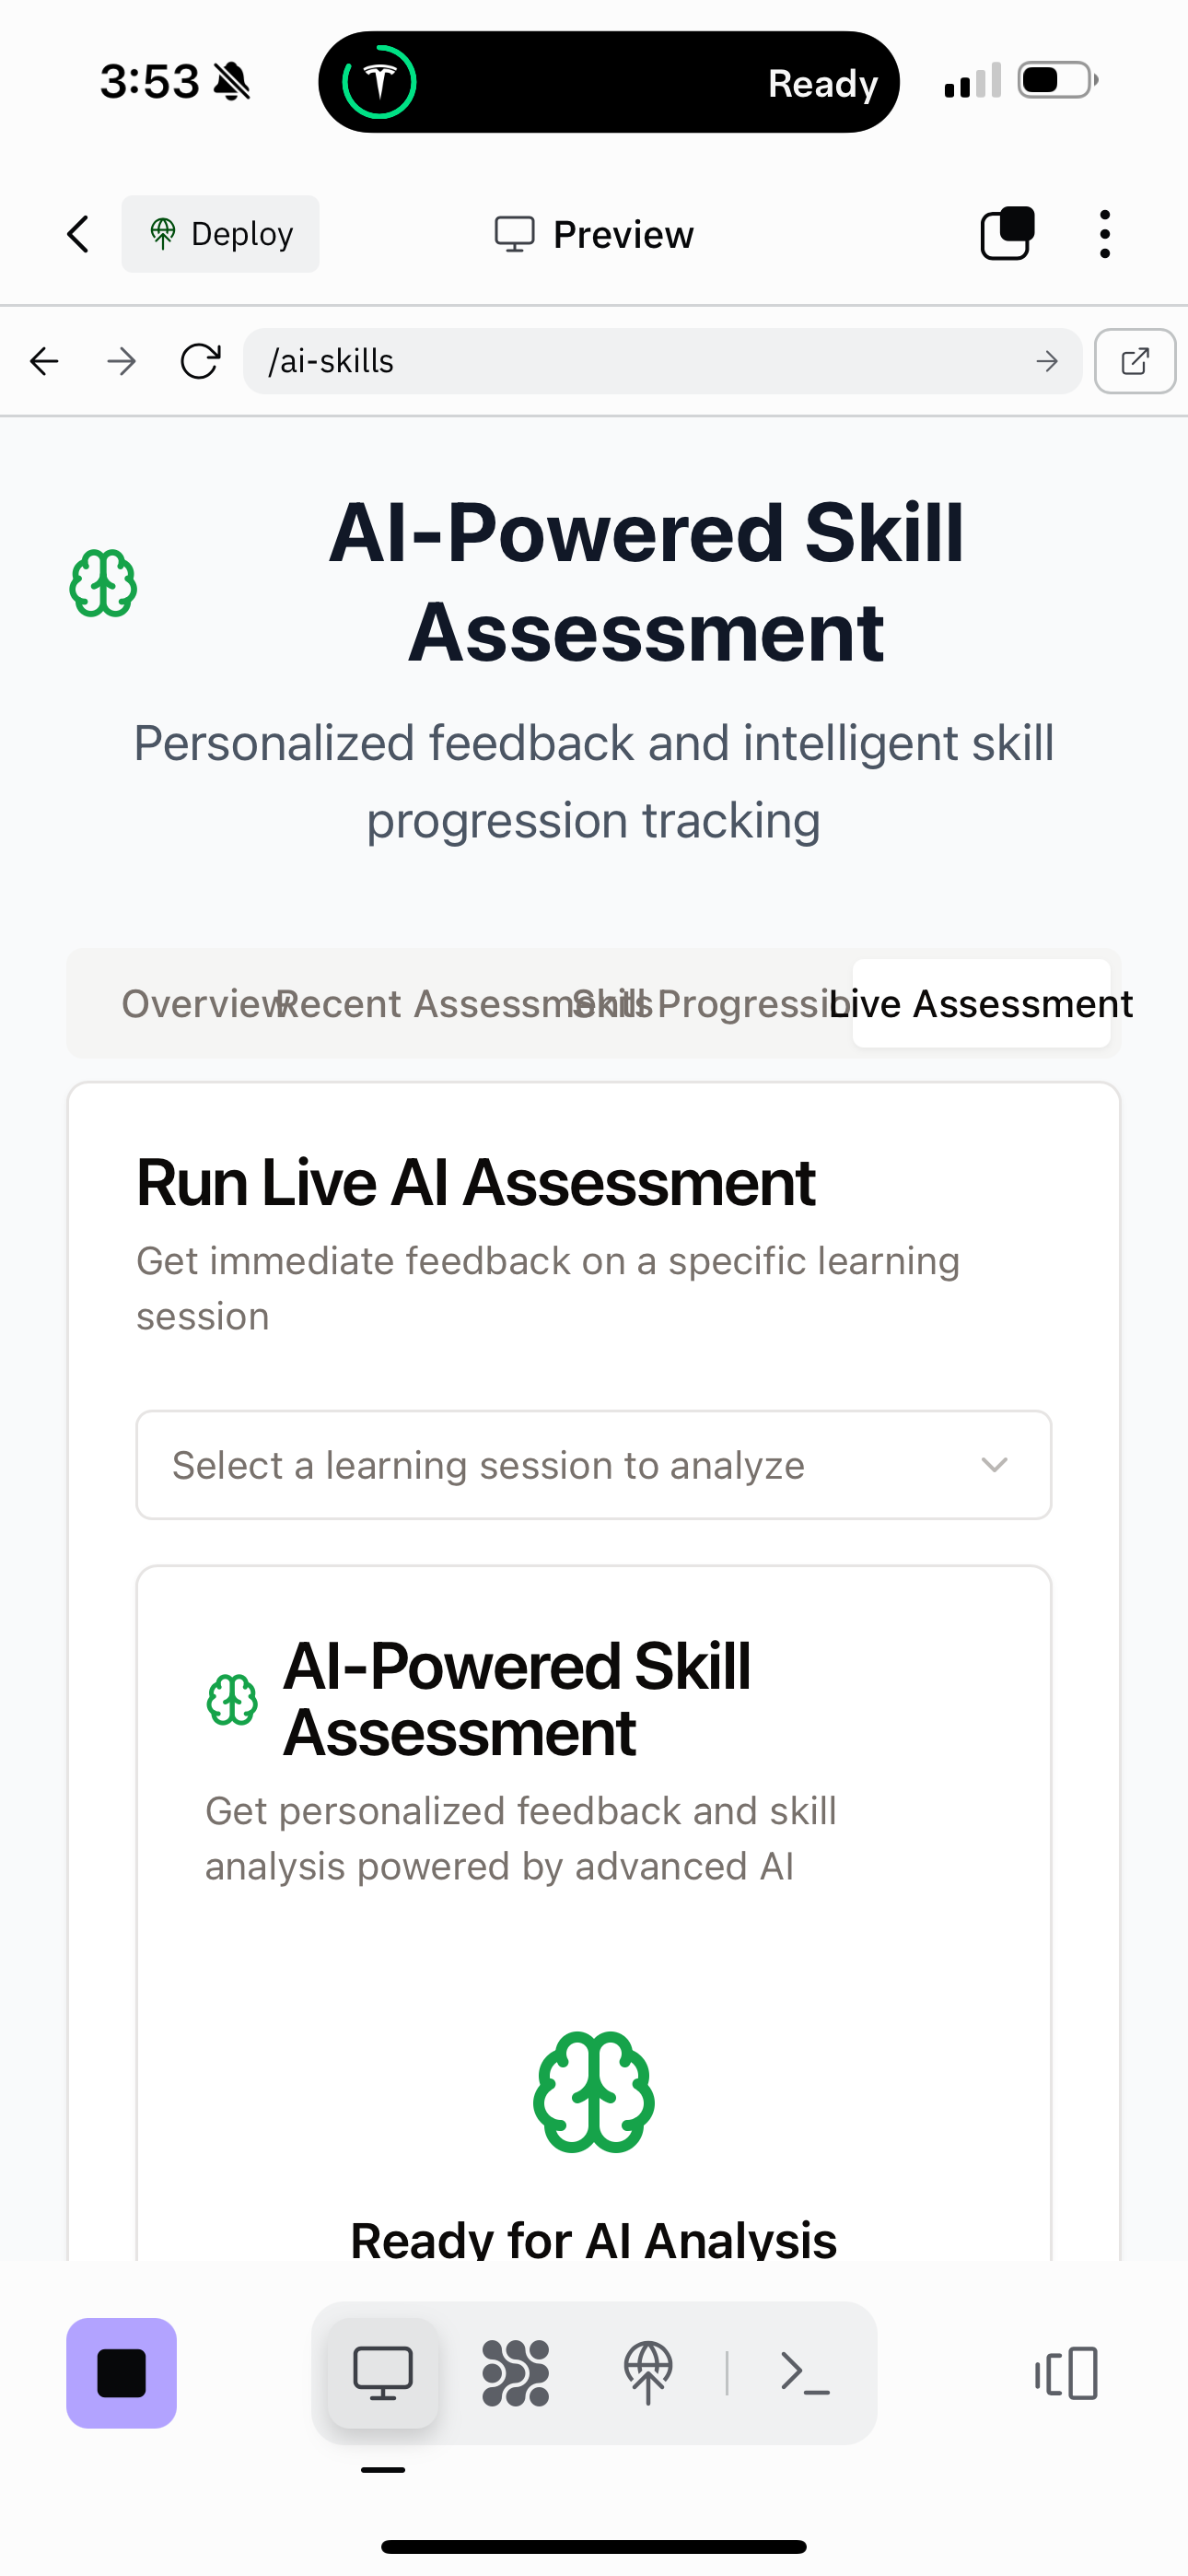 3:53
Ready
Deploy
Preview
/ai-skills
AI-Powered Skill
Assessment
Personalized feedback and intelligent skill
progression tracking
Overview Recent Assessments Skill Progression Live Assessment
Run Live AI Assessment
Get immediate feedback on a specific learning
session
Select a learning session to analyze
AI-Powered Skill
Assessment
Get personalized feedback and skill
analysis powered by advanced AI
Ready for AI Analysis